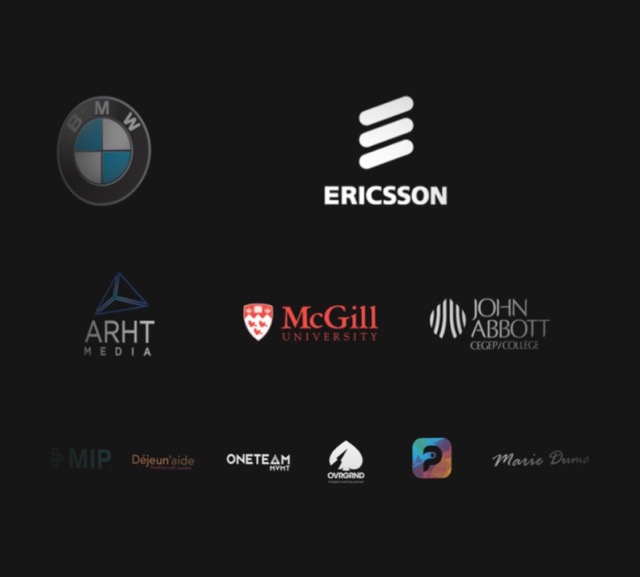 BMW
ERICSSON
ARHT
MEDIA
McGill
UNIVERSITY
JOHN
ABBOTT
CEGEP/COLLEGE
MIP
Déjeun'aide
ONETEAM
MVMT
OVRGRND
Marie Dumo